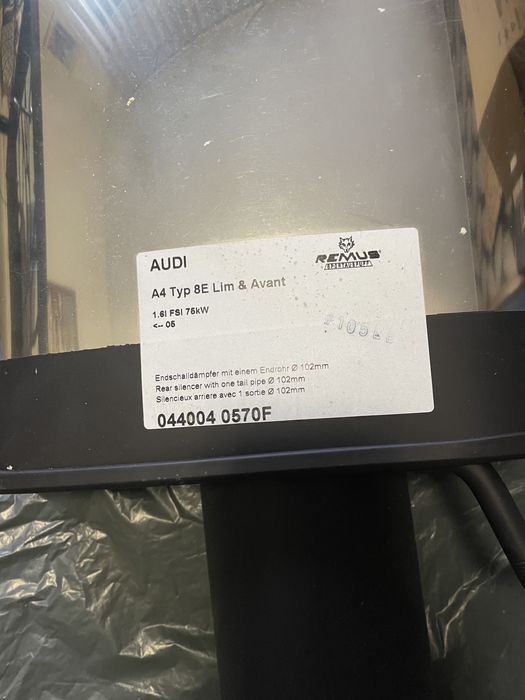 AUDI
REMUS
SPORTAUSPUFF
A4 Typ 8E Lim & Avant
1.6l FSI 75kW
<-- 05
Endschalldämpfer mit einem Endrohr Ø 102mm
Rear silencer with one tail pipe Ø 102mm
Silencieux arriere avec 1 sortie Ø 102mm
044004 0570F